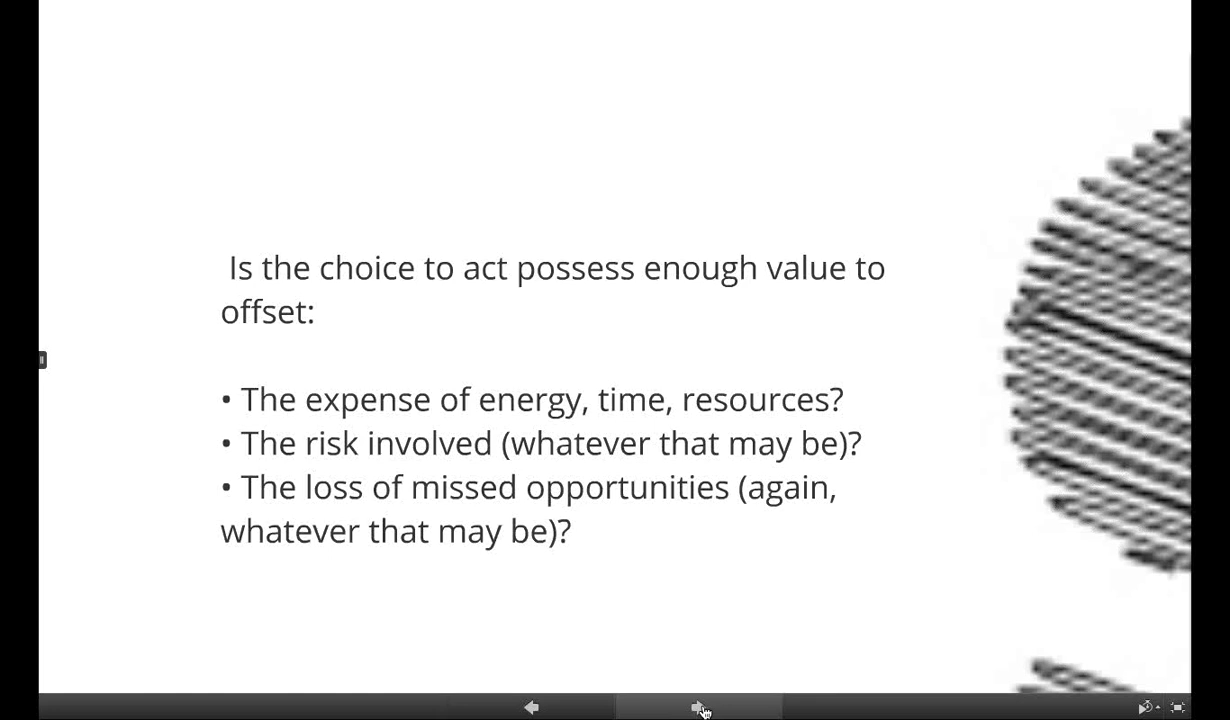 Is the choice to act possess enough value to
offset:
• The expense of energy, time, resources?
• The risk involved (whatever that may be)?
• The loss of missed opportunities (again,
whatever that may be)?